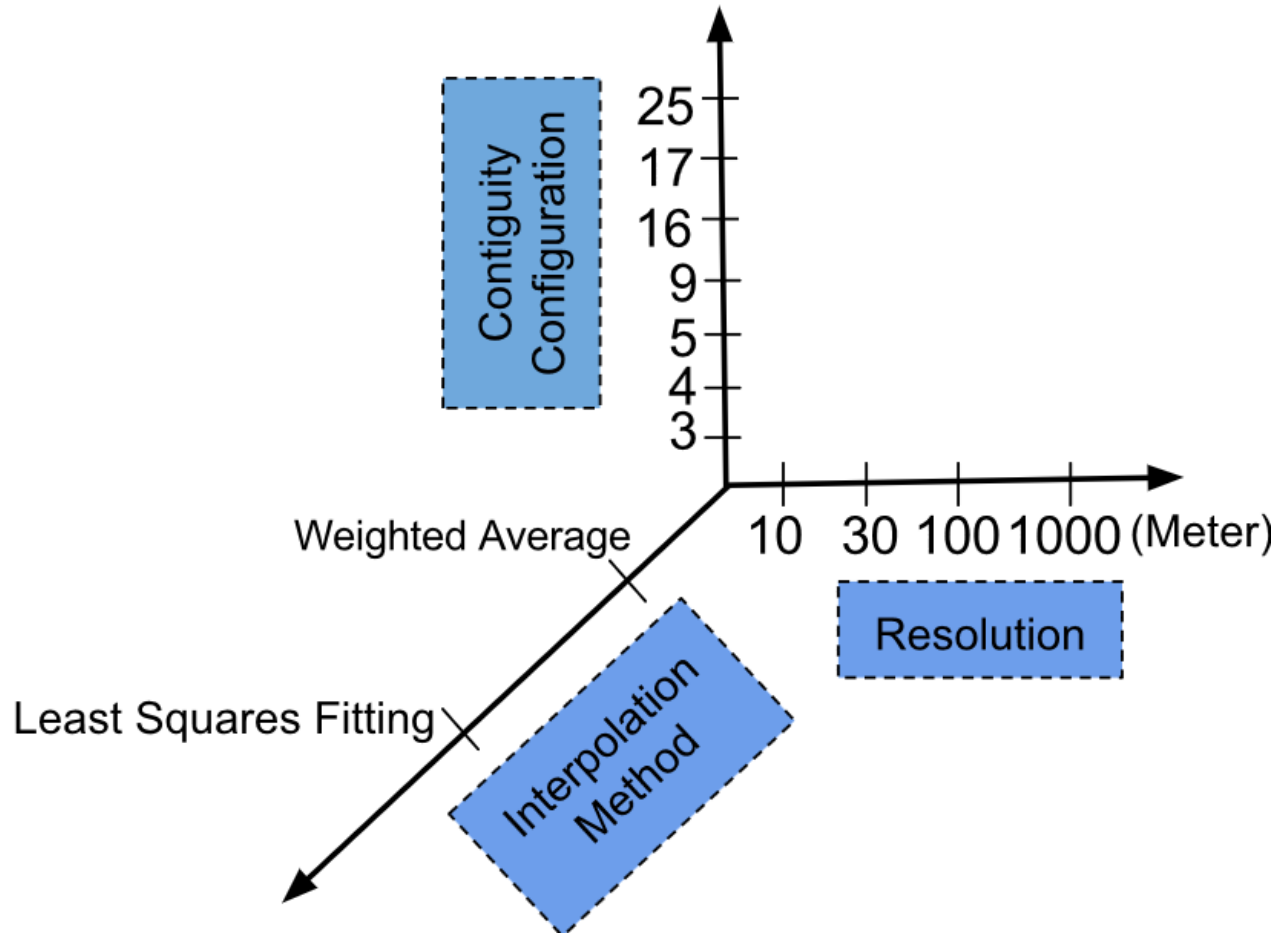 25
Contiguity
Configuration
17
16
9
5
4
3
10 30 100 1000 (Meter)
Weighted Average
Resolution
Least Squares Fitting
Interpolation
Method